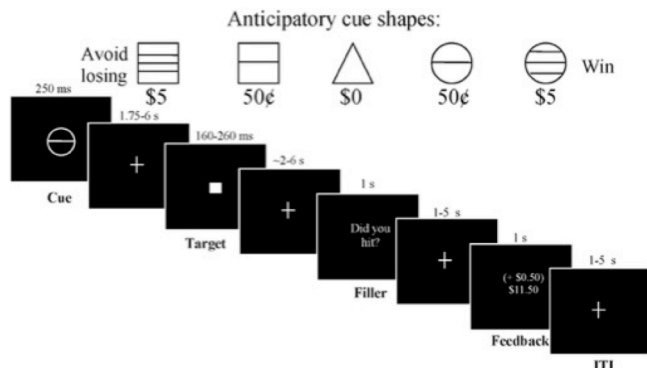 Anticipatory cue shapes:
Avoid
losing
Win
$5
50¢
$0
50¢
$5
250 ms
1.75-6 s
160-260 ms
~2-6 s
1 s
1-5 s
1 s
1-5 s
Did you
hit?
(+ $0.50)
$11.50
Cue
Target
Filler
Feedback
ITI